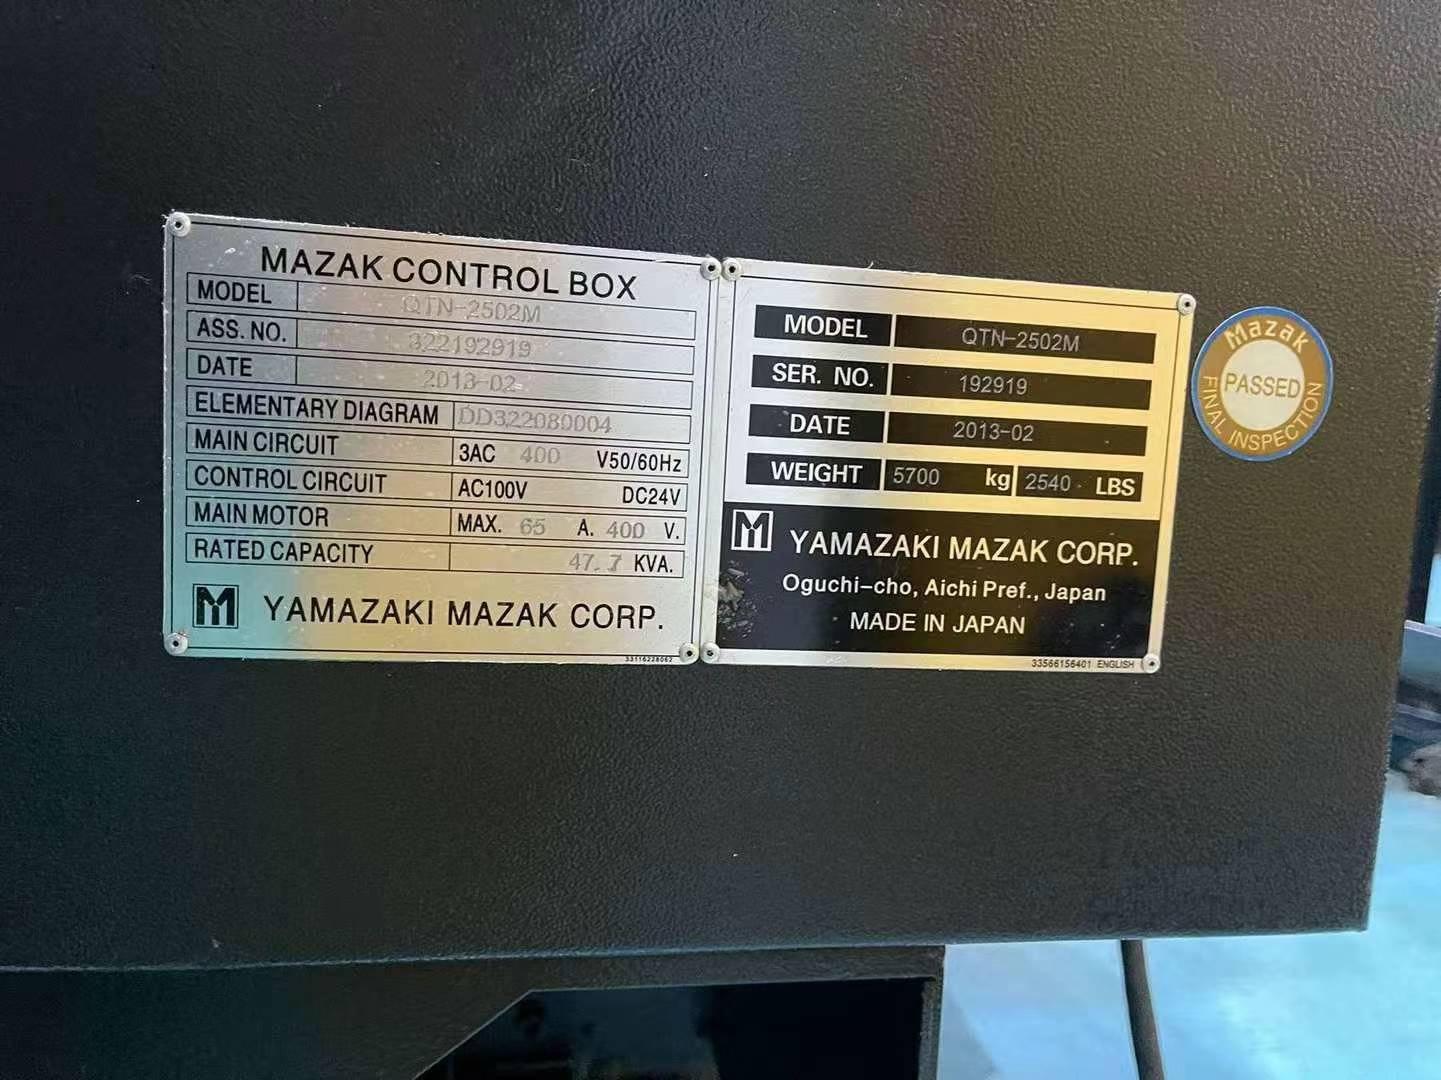 MAZAK CONTROL BOX
MODEL QTN-2502M
ASS. NO. 322192919
DATE 2013-02
ELEMENTARY DIAGRAM DD322080004
MAIN CIRCUIT 3AC 400 V50/60Hz
CONTROL CIRCUIT AC100V DC24V
MAIN MOTOR MAX. 65 A. 400 V.
RATED CAPACITY 47.7 KVA.
M YAMAZAKI MAZAK CORP.
33116228062
MODEL QTN-2502M
SER. NO. 192919
DATE 2013-02
WEIGHT 5700 kg 2540 LBS
M YAMAZAKI MAZAK CORP.
Oguchi-cho, Aichi Pref., Japan
MADE IN JAPAN
33566156401 ENGLISH
Mazak
PASSED
FINAL INSPECTION